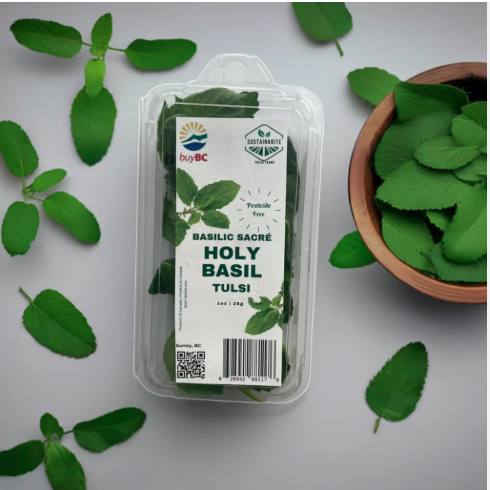 buyBC
SUSTAINABITE
Pesticide
Free
BASILIC SACRÉ
HOLY
BASIL
TULSI
1oz | 28g
Surrey, BC